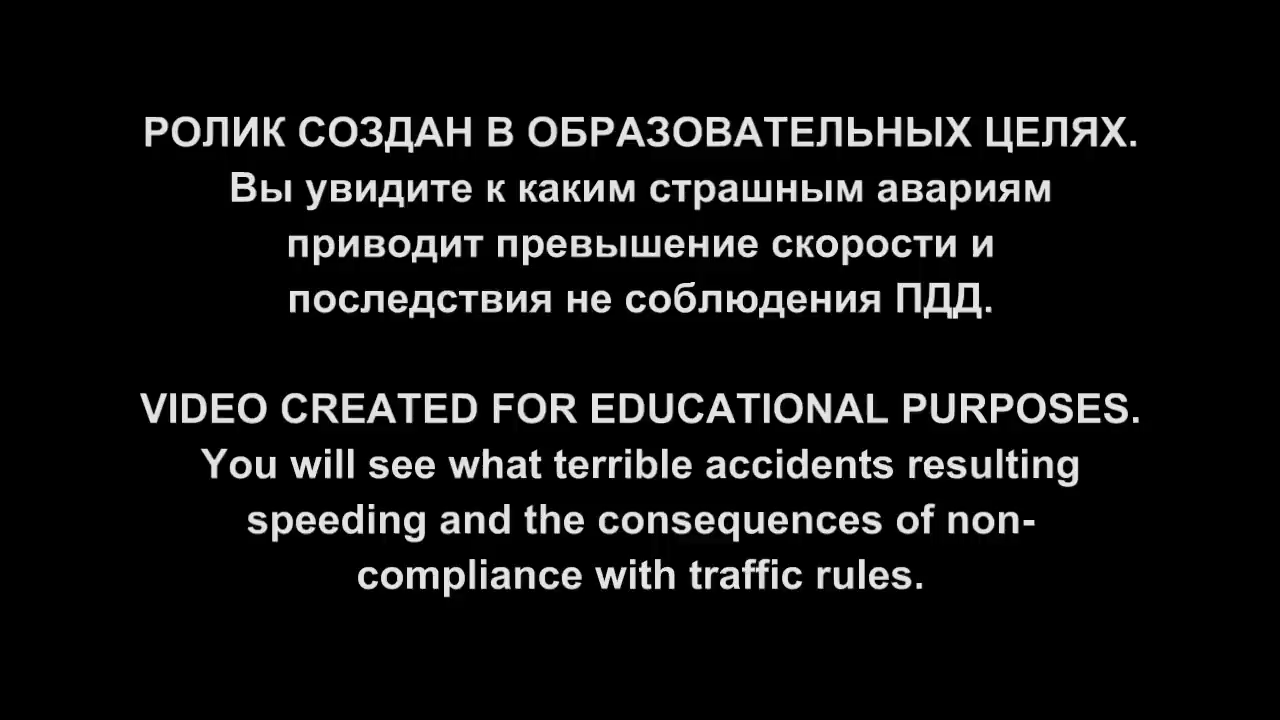 РОЛИК СОЗДАН В ОБРАЗОВАТЕЛЬНЫХ ЦЕЛЯХ.
Вы увидите к каким страшным авариям
приводит превышение скорости и
последствия не соблюдения ПДД.
VIDEO CREATED FOR EDUCATIONAL PURPOSES.
You will see what terrible accidents resulting
speeding and the consequences of non-
compliance with traffic rules.